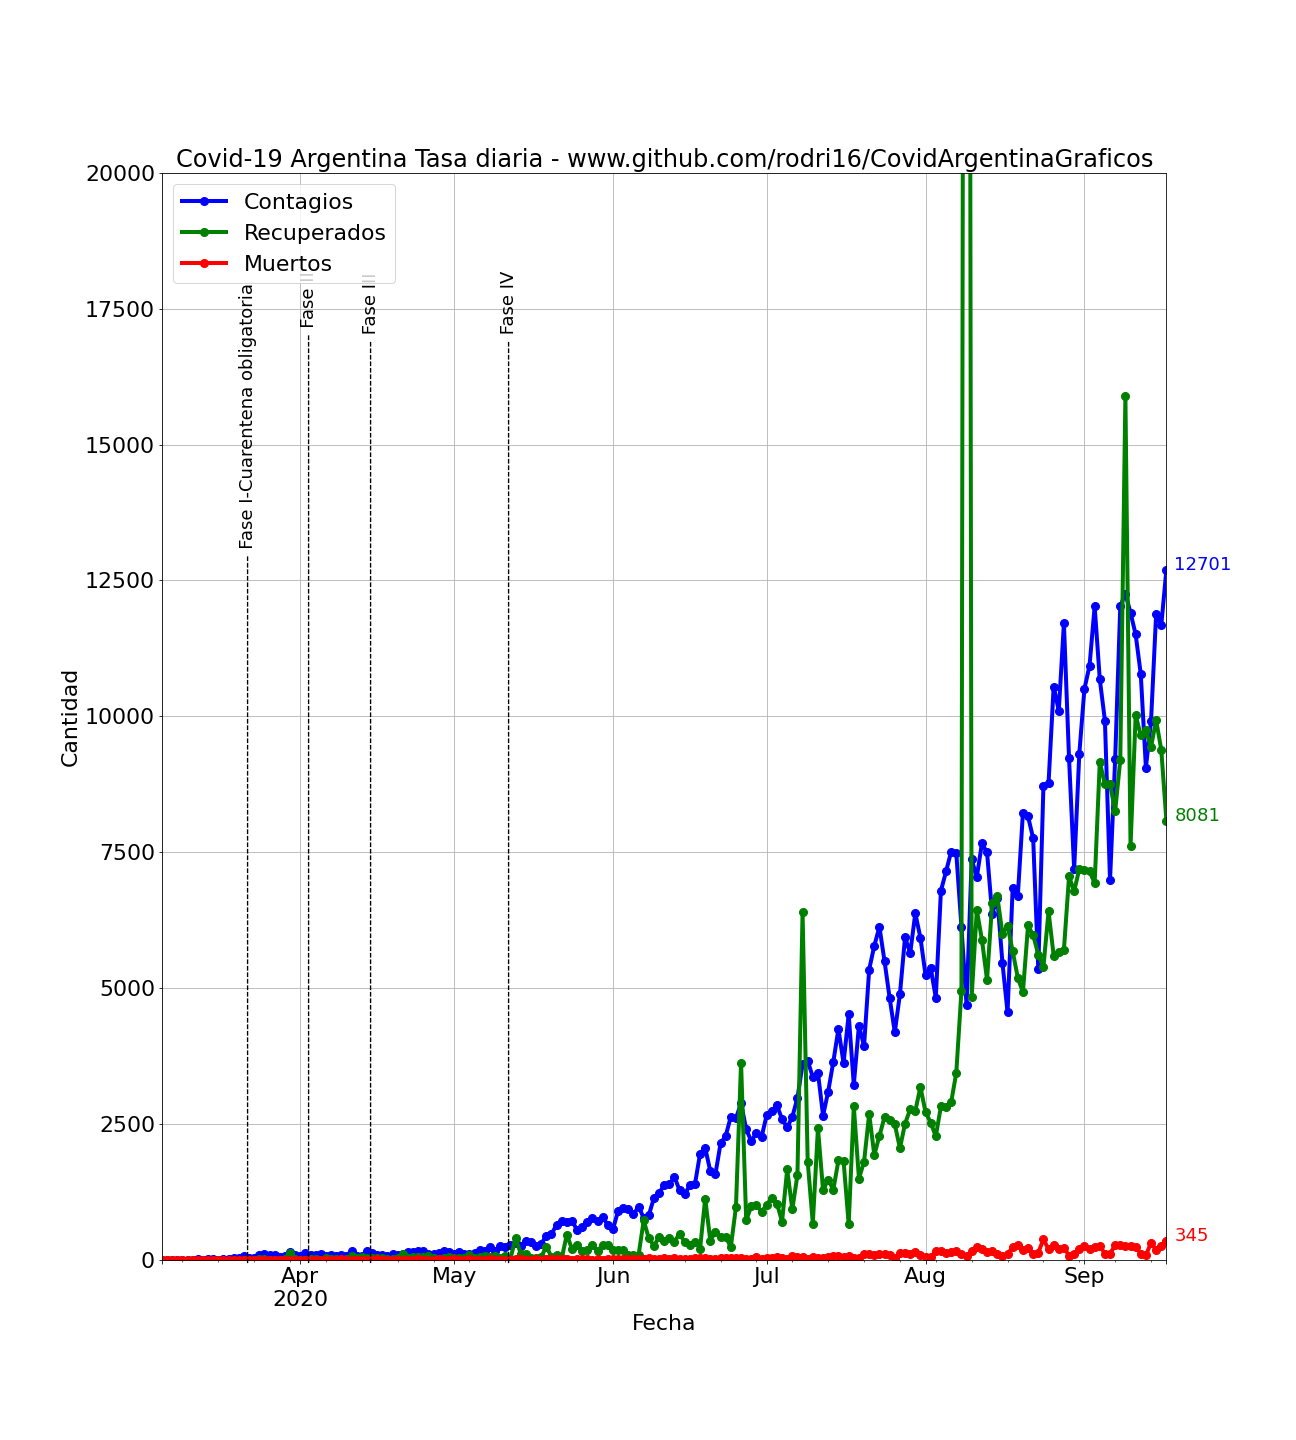 Covid-19 Argentina Tasa diaria - www.github.com/rodri16/CovidArgentinaGraficos
20000
17500
15000
12500
10000
7500
5000
2500
0
Cantidad
Contagios
Recuperados
Muertos
Fase I-Cuarentena obligatoria
Fase II
Fase III
Fase IV
12701
8081
345
Apr
2020
May
Jun
Jul
Aug
Sep
Fecha